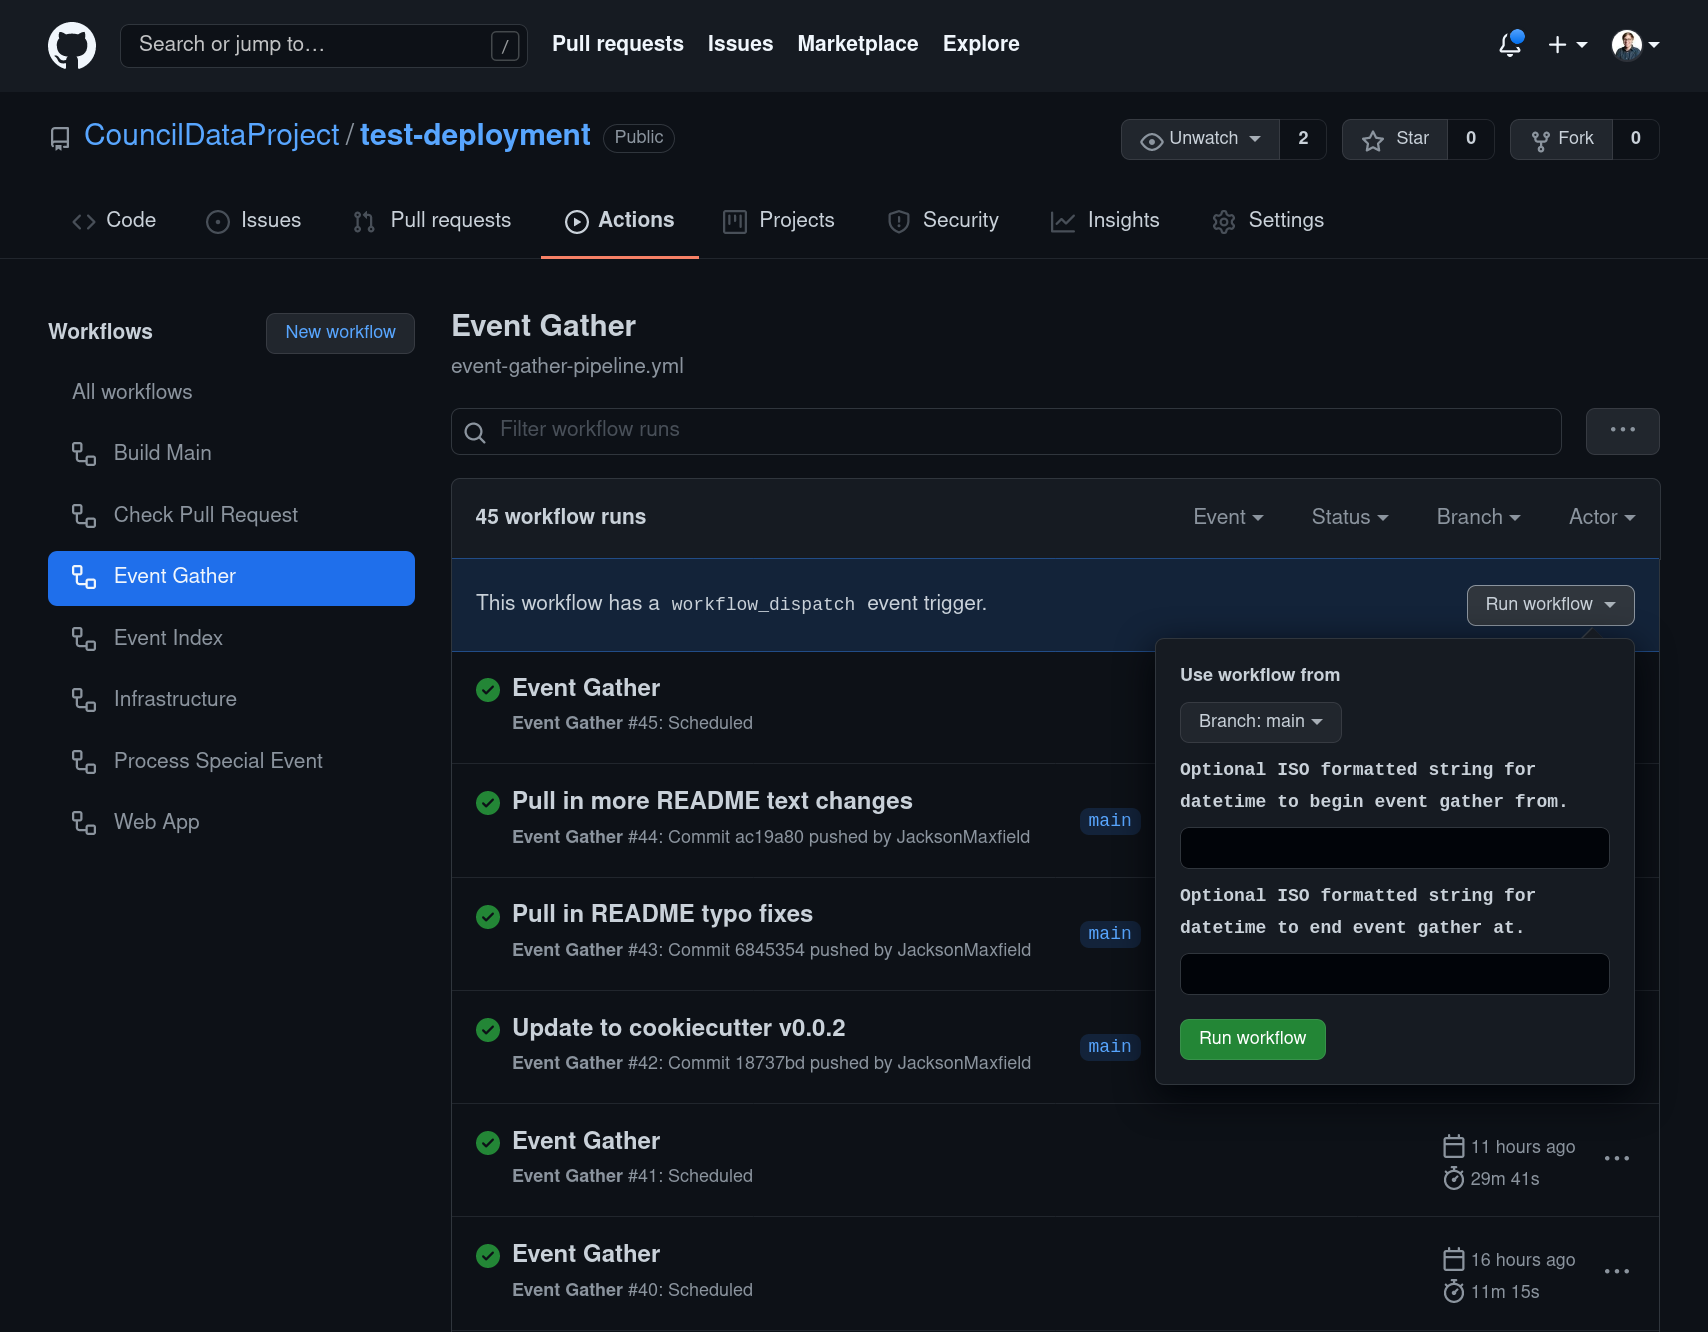 Search or jump to…
/
Pull requests
Issues
Marketplace
Explore
CouncilDataProject / test-deployment
Public
Unwatch
2
Star
0
Fork
0
Code
Issues
Pull requests
Actions
Projects
Security
Insights
Settings
Workflows
New workflow
All workflows
Build Main
Check Pull Request
Event Gather
Event Index
Infrastructure
Process Special Event
Web App
Event Gather
event-gather-pipeline.yml
Filter workflow runs
45 workflow runs
Event
Status
Branch
Actor
This workflow has a workflow_dispatch event trigger.
Run workflow
Use workflow from
Branch: main
Optional ISO formatted string for
datetime to begin event gather from.
Optional ISO formatted string for
datetime to end event gather at.
Run workflow
Event Gather
Event Gather #45: Scheduled
Pull in more README text changes
Event Gather #44: Commit ac19a80 pushed by JacksonMaxfield
main
Pull in README typo fixes
Event Gather #43: Commit 6845354 pushed by JacksonMaxfield
main
Update to cookiecutter v0.0.2
Event Gather #42: Commit 18737bd pushed by JacksonMaxfield
main
Event Gather
Event Gather #41: Scheduled
11 hours ago
29m 41s
Event Gather
Event Gather #40: Scheduled
16 hours ago
11m 15s